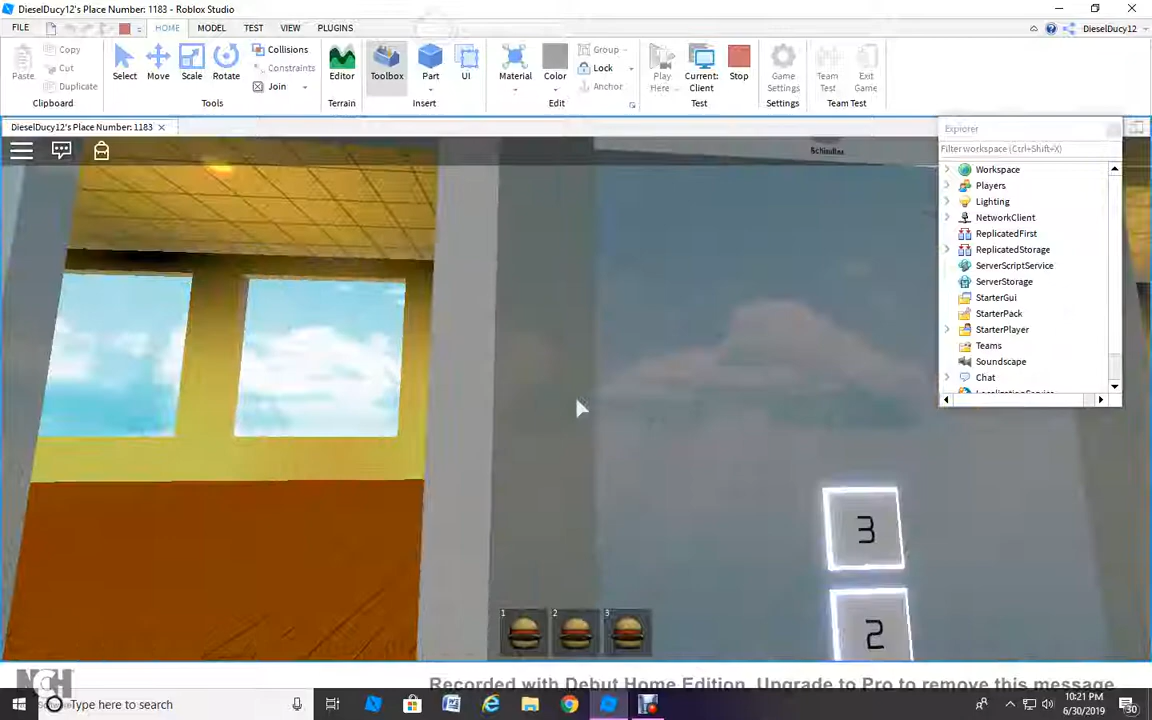 DieselDucy12's Place Number: 1183 - Roblox Studio
FILE HOME MODEL TEST VIEW PLUGINS DieselDucy12
Paste Copy Cut Duplicate Select Move Scale Rotate Collisions Constraints Join Editor Toolbox Part UI Material Color Group Lock Anchor Play Here Current: Client Stop Game Settings Team Test Exit Game
Clipboard Tools Terrain Insert Edit Test Settings Team Test
DieselDucy12's Place Number: 1183
Explorer
Filter workspace (Ctrl+Shift+X)
Schindler
Workspace
Players
Lighting
NetworkClient
ReplicatedFirst
ReplicatedStorage
ServerScriptService
ServerStorage
StarterGui
StarterPack
StarterPlayer
Teams
Soundscape
Chat
LocalizationService
3
2
1 2 3
NCH
Recorded with Debut Home Edition. Upgrade to Pro to remove this message
Type here to search
10:21 PM
6/30/2019
30